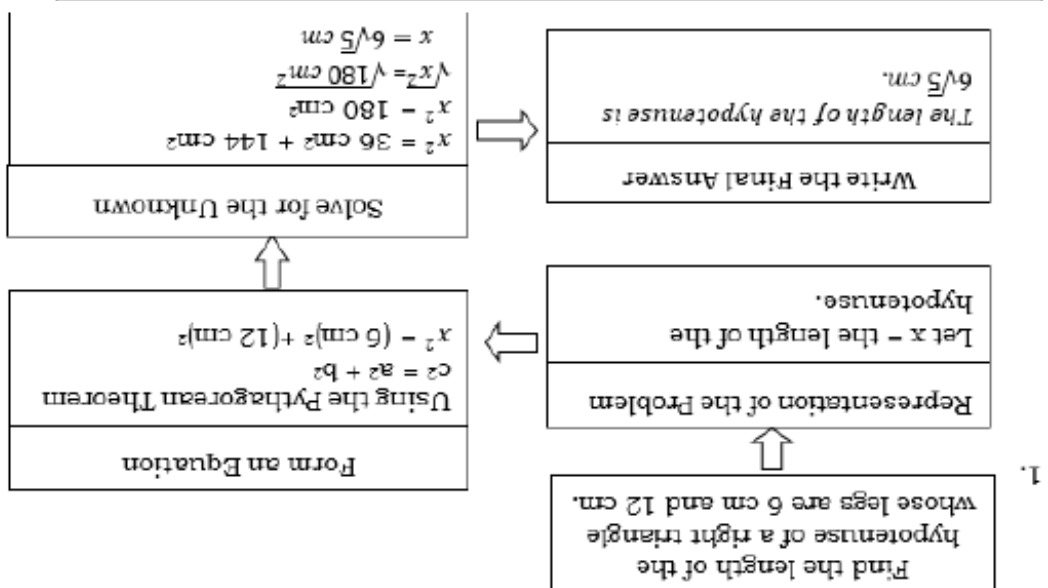 1.
Find the length of the
hypotenuse of a right triangle
whose legs are 6 cm and 12 cm.
Representation of the Problem
Let x – the length of the
hypotenuse.
Form an Equation
Using the Pythagorean Theorem
c² = a² + b²
x² – (6 cm)² +(12 cm)²
Solve for the Unknown
x² = 36 cm² + 144 cm²
x² – 180 cm²
√x² = √180 cm²
x = 6√5 cm
Write the Final Answer
The length of the hypotenuse is
6√5 cm.